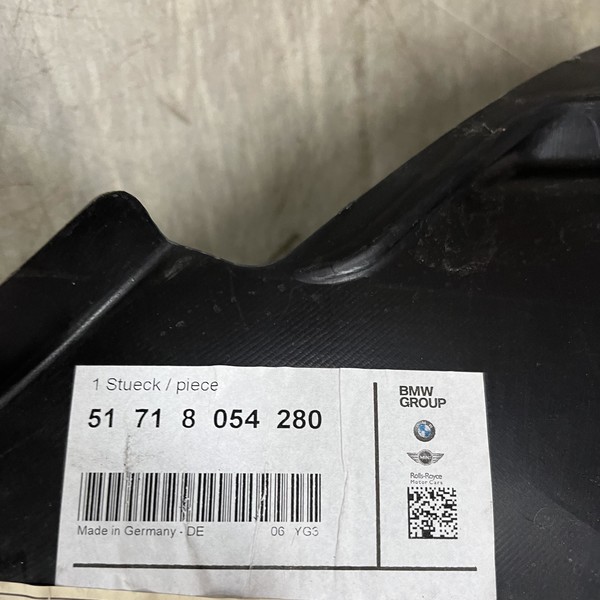 1 Stueck / piece
51 71 8 054 280
Made in Germany - DE 06 YG3
BMW
GROUP
MINI
Rolls-Royce
Motor Cars